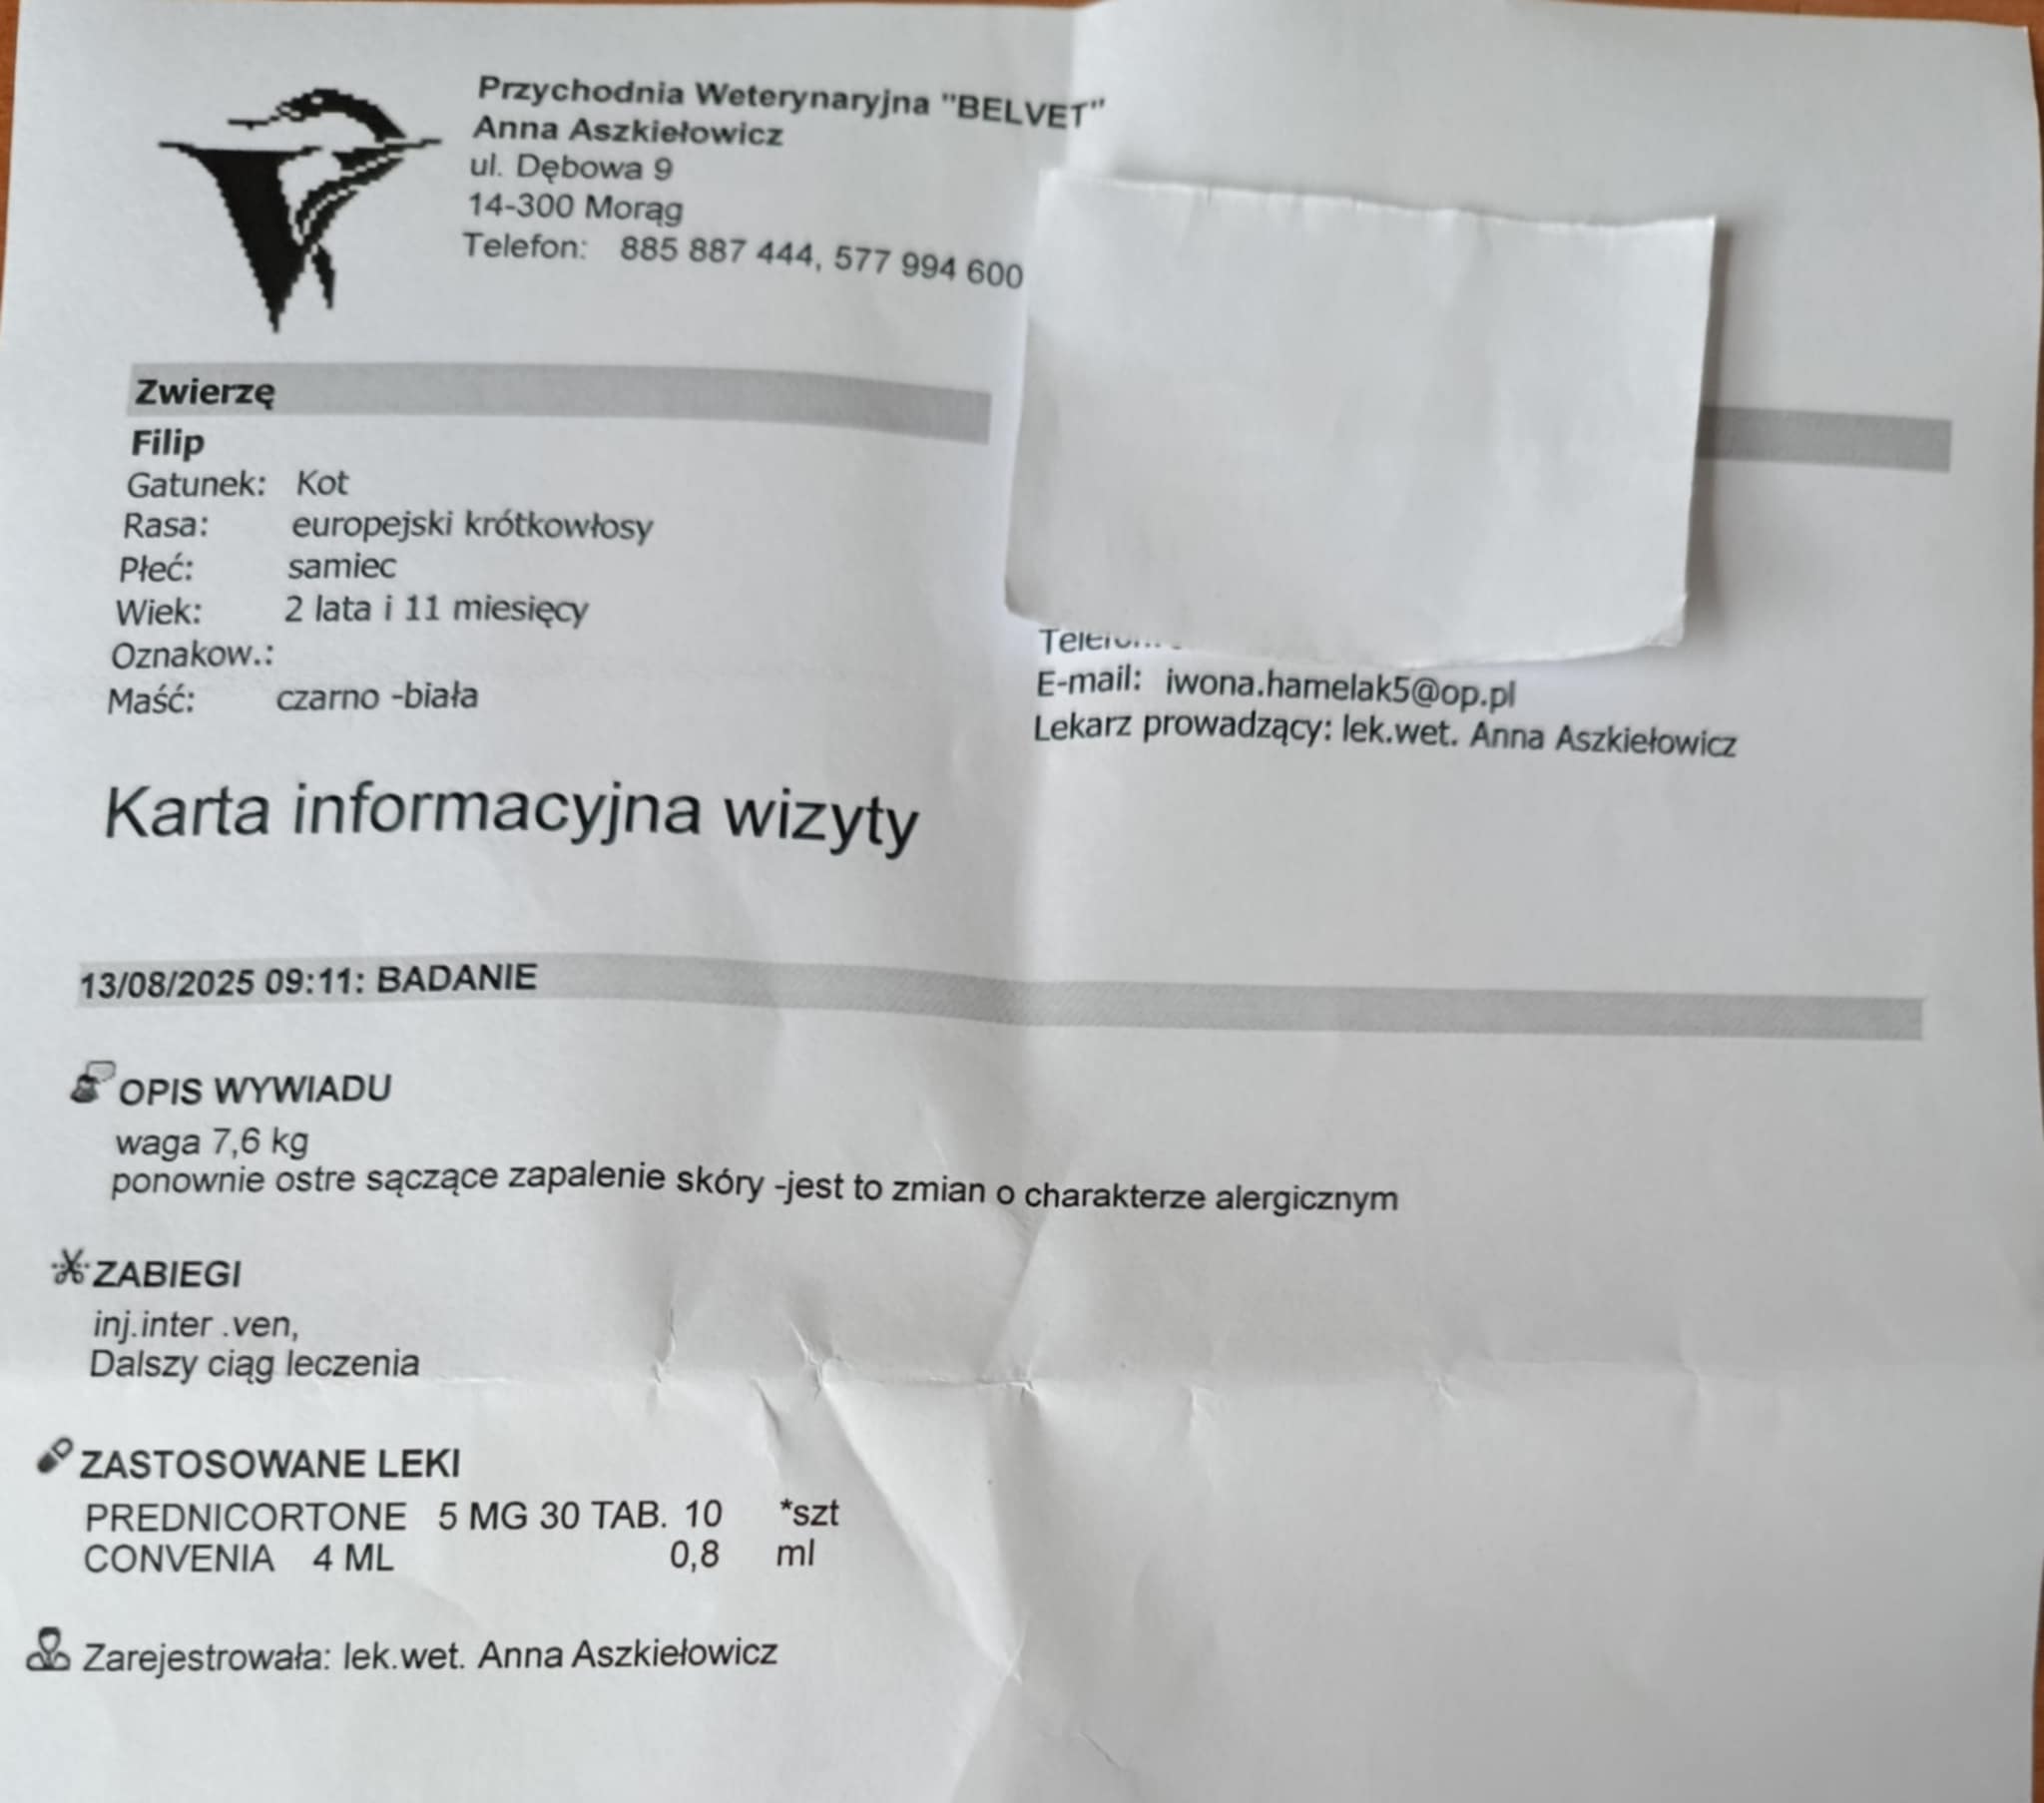 Przychodnia Weterynaryjna "BELVET"
Anna Aszkiełowicz
ul. Dębowa 9
14-300 Morąg
Telefon: 885 887 444, 577 994 600
Zwierzę
Filip
Gatunek: Kot
Rasa: europejski krótkowłosy
Płeć: samiec
Wiek: 2 lata i 11 miesięcy
Oznakow.:
Maść: czarno -biała
E-mail: iwona.hamelak5@op.pl
Lekarz prowadzący: lek.wet. Anna Aszkiełowicz
Karta informacyjna wizyty
13/08/2025 09:11: BADANIE
OPIS WYWIADU
waga 7,6 kg
ponownie ostre sączące zapalenie skóry -jest to zmian o charakterze alergicznym
ZABIEGI
inj.inter .ven,
Dalszy ciąg leczenia
ZASTOSOWANE LEKI
PREDNICORTONE 5 MG 30 TAB. 10 *szt
CONVENIA 4 ML 0,8 ml
Zarejestrowała: lek.wet. Anna Aszkiełowicz